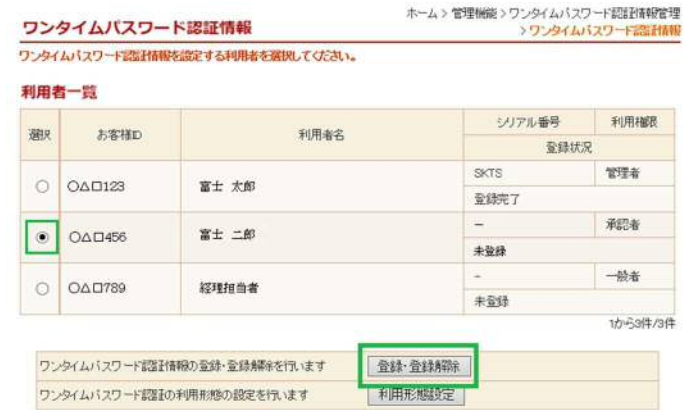 ワンタイムパスワード認証情報
ホーム > 管理機能 > ワンタイムパスワード認証情報管理
> ワンタイムパスワード認証情報
ワンタイムパスワード認証情報を設定する利用者を選択してください。
利用者一覧
選択 お客様ID 利用者名 シリアル番号 利用権限
登録状況
○△□123 富士 太郎 SKTS 管理者
登録完了
○△□456 富士 二郎 − 承認者
未登録
○△□789 経理担当者 - 一般者
未登録
1から3件/3件
ワンタイムパスワード認証情報の登録・登録解除を行います 登録・登録解除
ワンタイムパスワード認証の利用形態の設定を行います 利用形態設定